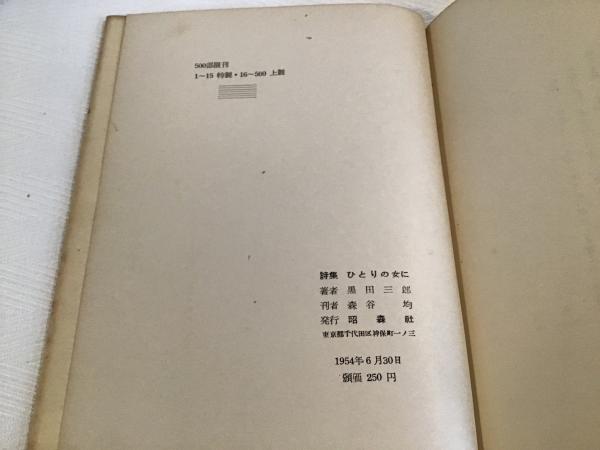 500部限刊
1~15 特製・16~500 上製
詩集 ひとりの女に
著者 黒田三郎
刊者 森谷均
発行 昭森社
東京都千代田区神保町一ノ三
1954年6月30日
頒価 250 円